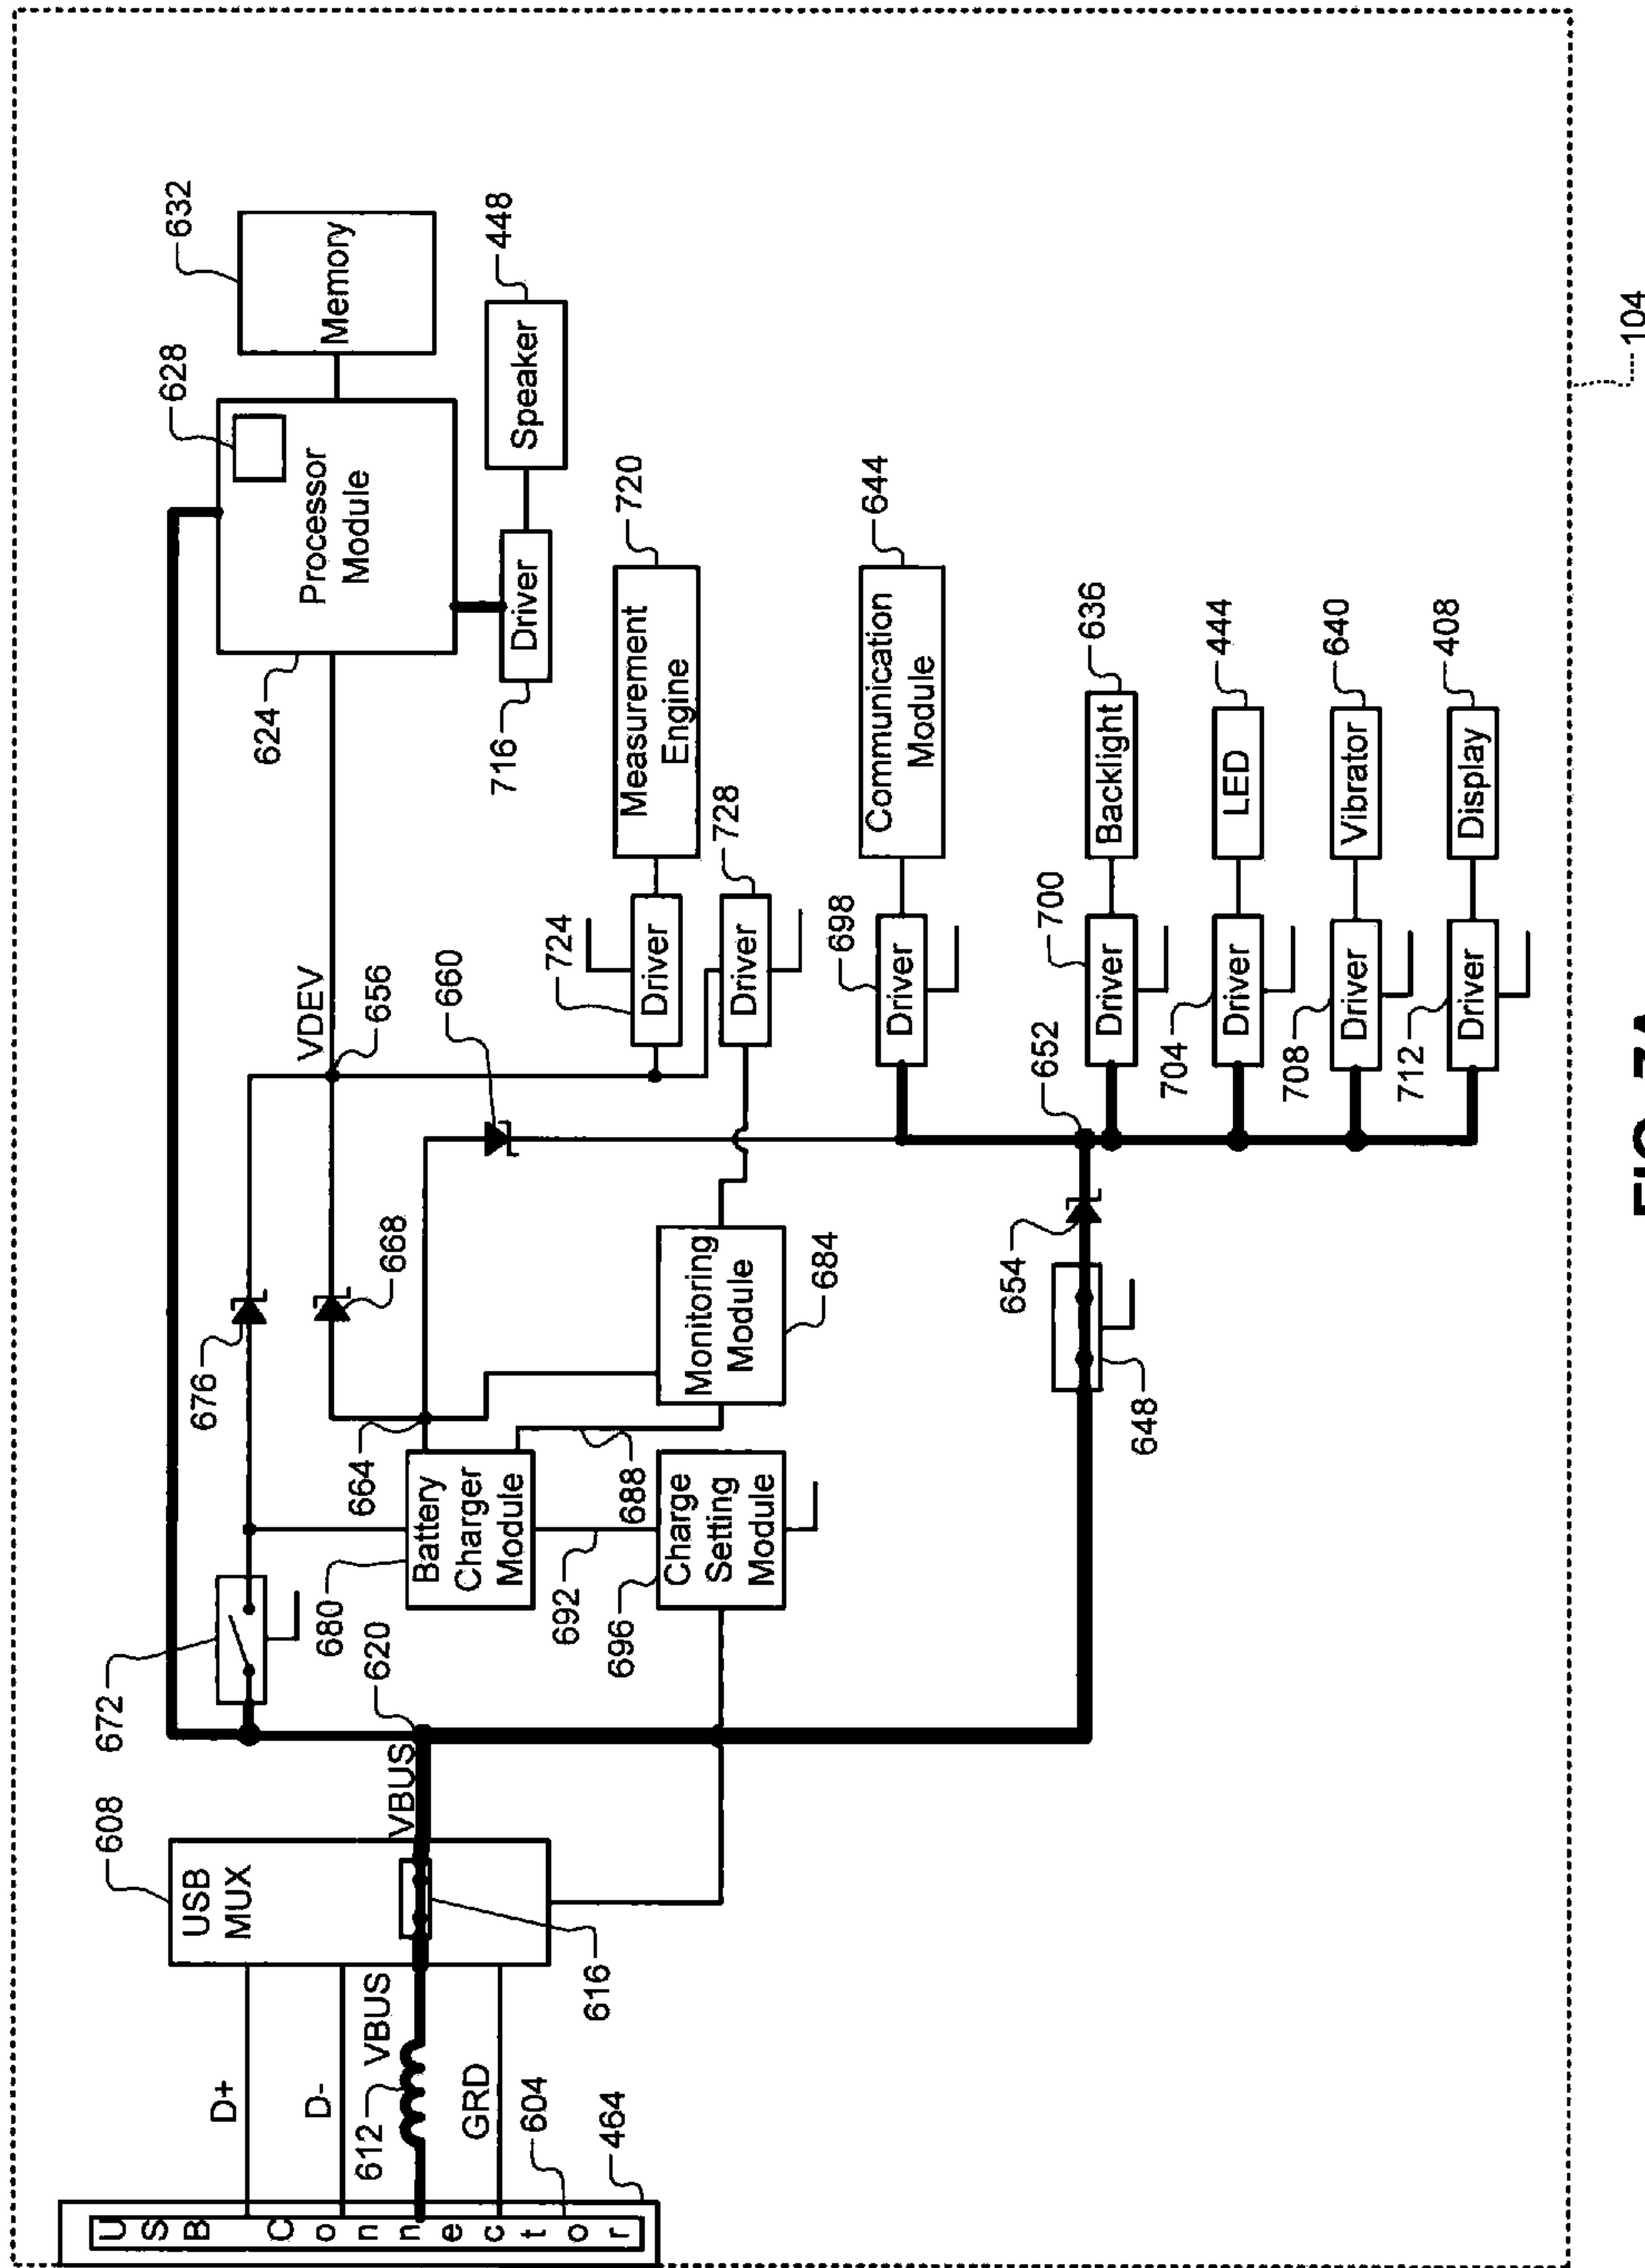 USB Connector
464
604
D+
D-
612
VBUS
GRD
608
USB
MUX
616
VBUS
620
672
676
668
664
680
Battery
Charger
Module
688
692
696
Charge
Setting
Module
Monitoring
Module
684
VDEV
656
660
624
628
Processor
Module
632
Memory
716
Driver
Speaker
448
724
Driver
Measurement
Engine
720
728
Driver
698
Driver
Communication
Module
644
648
654
652
700
Driver
Backlight
636
704
Driver
LED
444
708
Driver
Vibrator
640
712
Driver
Display
408
104